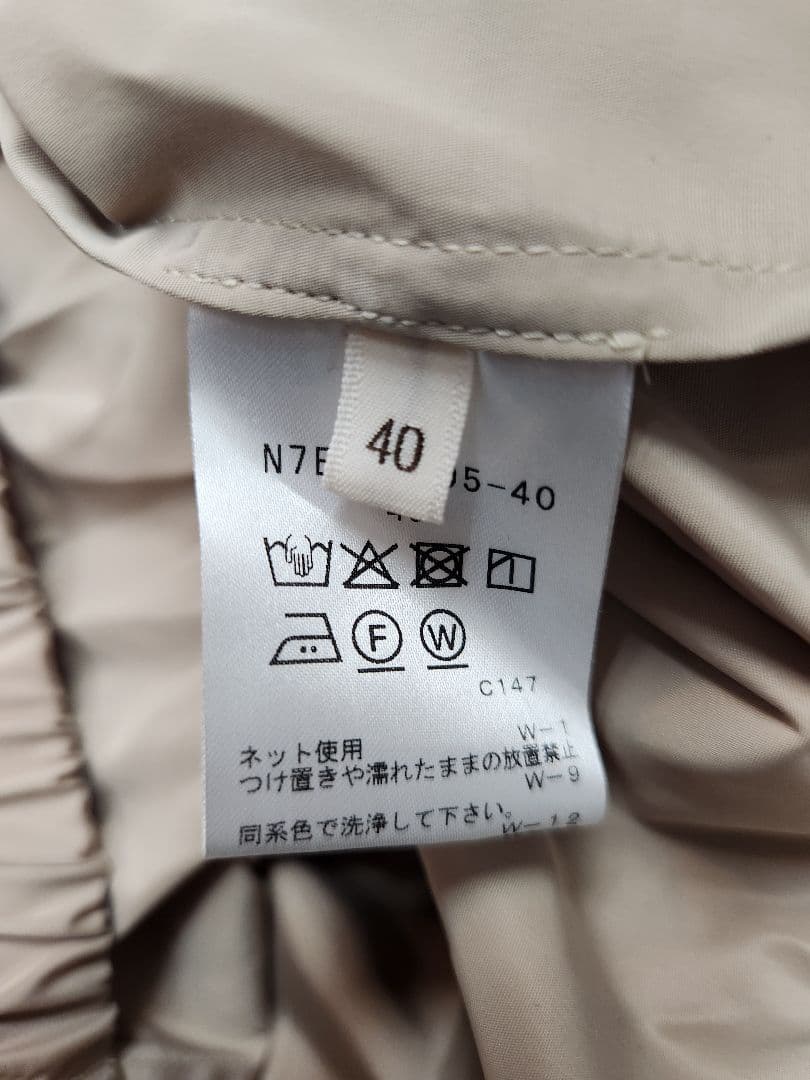 40
N7E 05-40
F W
C147
W-1
ネット使用
つけ置きや濡れたままの放置禁止
W-9
同系色で洗浄して下さい。
W-12